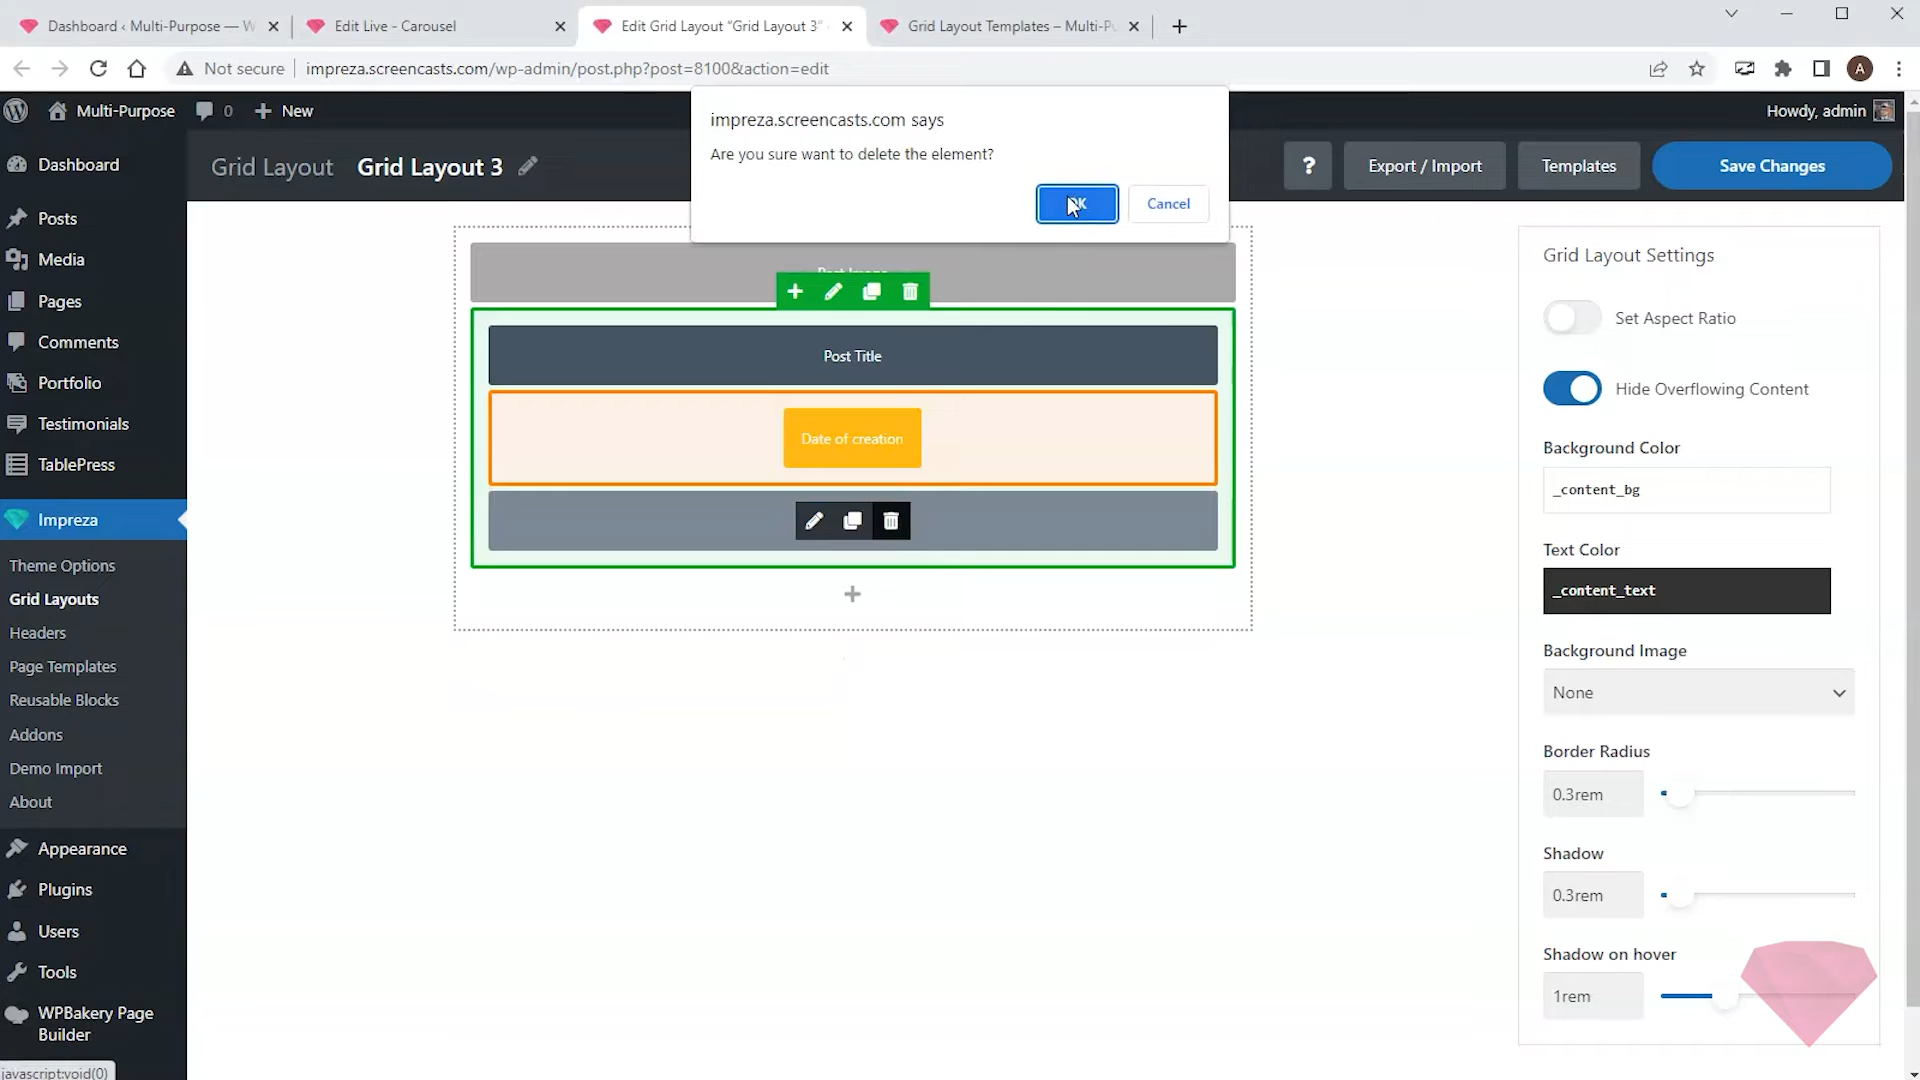 Dashboard ‹ Multi-Purpose — W
Edit Live - Carousel
Edit Grid Layout "Grid Layout 3"
Grid Layout Templates – Multi-Pu
Not secure
impreza.screencasts.com/wp-admin/post.php?post=8100&action=edit
A
Multi-Purpose
0
New
Howdy, admin
impreza.screencasts.com says
Are you sure want to delete the element?
OK
Cancel
Grid Layout
Grid Layout 3
?
Export / Import
Templates
Save Changes
Dashboard
Posts
Media
Pages
Comments
Portfolio
Testimonials
TablePress
Impreza
Theme Options
Grid Layouts
Headers
Page Templates
Reusable Blocks
Addons
Demo Import
About
Appearance
Plugins
Users
Tools
WPBakery Page
Builder
javascript:void(0)
Post Image
Post Title
Date of creation
Grid Layout Settings
Set Aspect Ratio
Hide Overflowing Content
Background Color
_content_bg
Text Color
_content_text
Background Image
None
Border Radius
0.3rem
Shadow
0.3rem
Shadow on hover
1rem